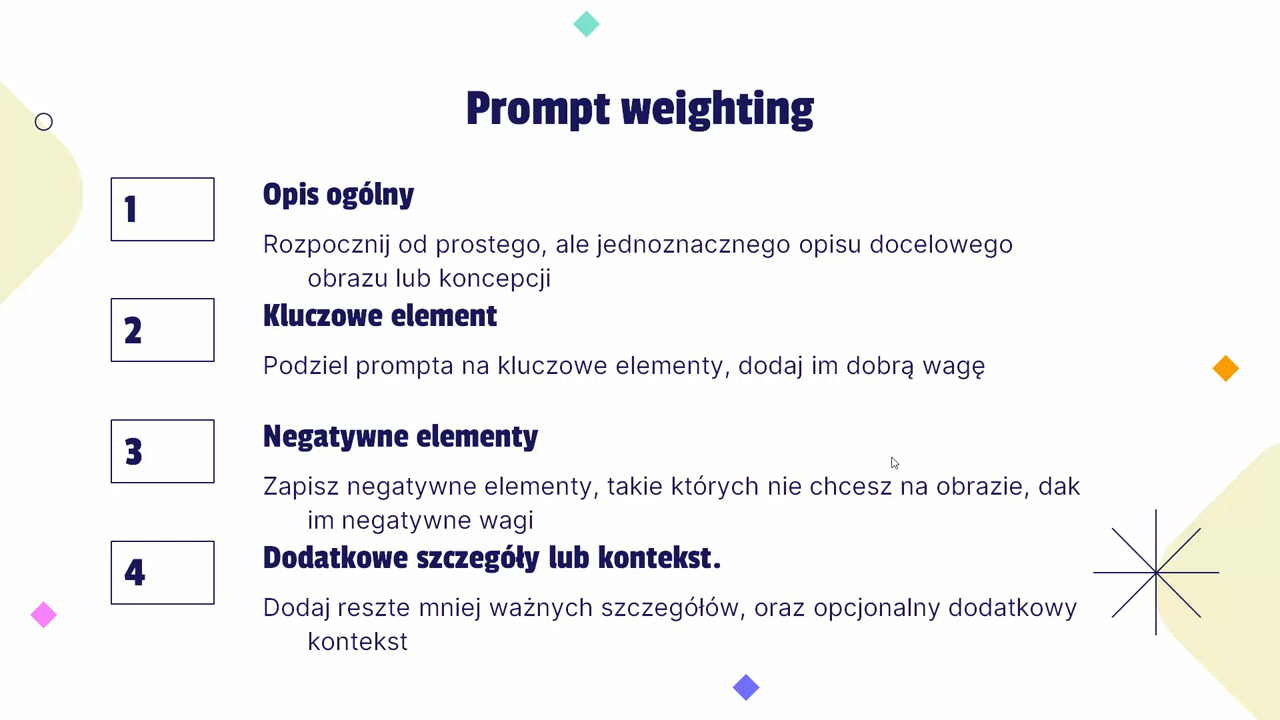 Prompt weighting
1
Opis ogólny
Rozpocznij od prostego, ale jednoznacznego opisu docelowego
obrazu lub koncepcji
2
Kluczowe element
Podziel prompta na kluczowe elementy, dodaj im dobrą wagę
3
Negatywne elementy
Zapisz negatywne elementy, takie których nie chcesz na obrazie, dak
im negatywne wagi
4
Dodatkowe szczegóły lub kontekst.
Dodaj reszte mniej ważnych szczegółów, oraz opcjonalny dodatkowy
kontekst